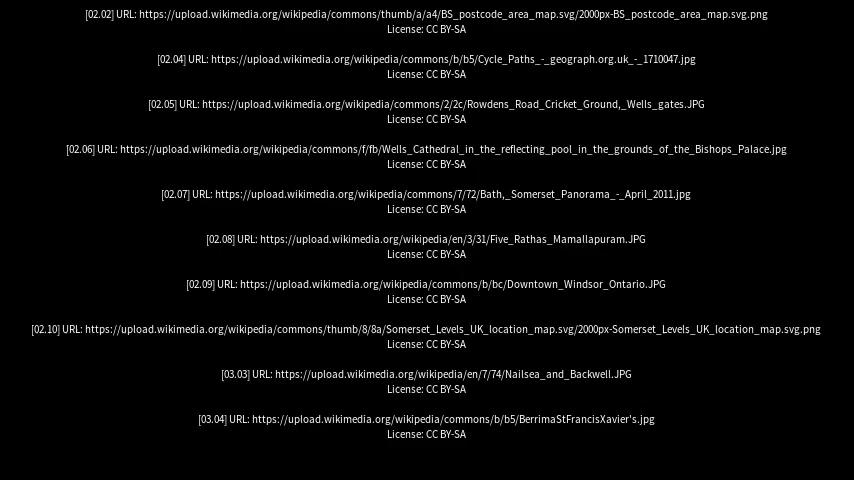 [02.02] URL: https://upload.wikimedia.org/wikipedia/commons/thumb/a/a4/BS_postcode_area_map.svg/2000px-BS_postcode_area_map.svg.png
License: CC BY-SA
[02.04] URL: https://upload.wikimedia.org/wikipedia/commons/b/b5/Cycle_Paths_-_geograph.org.uk_-_1710047.jpg
License: CC BY-SA
[02.05] URL: https://upload.wikimedia.org/wikipedia/commons/2/2c/Rowdens_Road_Cricket_Ground,_Wells_gates.JPG
License: CC BY-SA
[02.06] URL: https://upload.wikimedia.org/wikipedia/commons/f/fb/Wells_Cathedral_in_the_reflecting_pool_in_the_grounds_of_the_Bishops_Palace.jpg
License: CC BY-SA
[02.07] URL: https://upload.wikimedia.org/wikipedia/commons/7/72/Bath,_Somerset_Panorama_-_April_2011.jpg
License: CC BY-SA
[02.08] URL: https://upload.wikimedia.org/wikipedia/en/3/31/Five_Rathas_Mamallapuram.JPG
License: CC BY-SA
[02.09] URL: https://upload.wikimedia.org/wikipedia/commons/b/bc/Downtown_Windsor_Ontario.JPG
License: CC BY-SA
[02.10] URL: https://upload.wikimedia.org/wikipedia/commons/thumb/8/8a/Somerset_Levels_UK_location_map.svg/2000px-Somerset_Levels_UK_location_map.svg.png
License: CC BY-SA
[03.03] URL: https://upload.wikimedia.org/wikipedia/en/7/74/Nailsea_and_Backwell.JPG
License: CC BY-SA
[03.04] URL: https://upload.wikimedia.org/wikipedia/commons/b/b5/BerrimaStFrancisXavier's.jpg
License: CC BY-SA